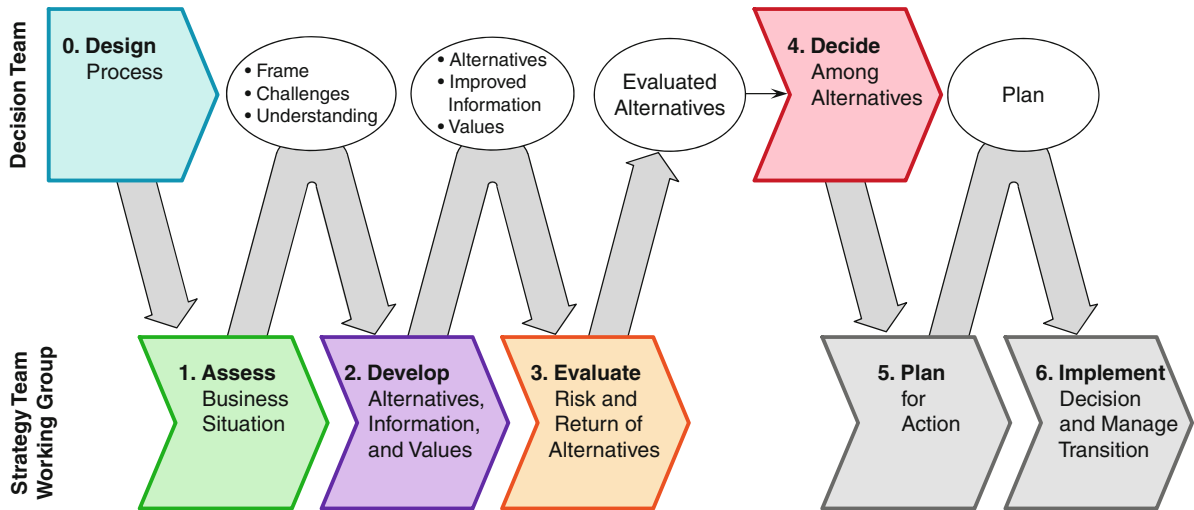 Decision Team
0. Design
Process
• Frame
• Challenges
• Understanding
• Alternatives
• Improved
Information
• Values
Evaluated
Alternatives
4. Decide
Among
Alternatives
Plan
Strategy Team
Working Group
1. Assess
Business
Situation
2. Develop
Alternatives,
Information,
and Values
3. Evaluate
Risk and
Return of
Alternatives
5. Plan
for
Action
6. Implement
Decision
and Manage
Transition